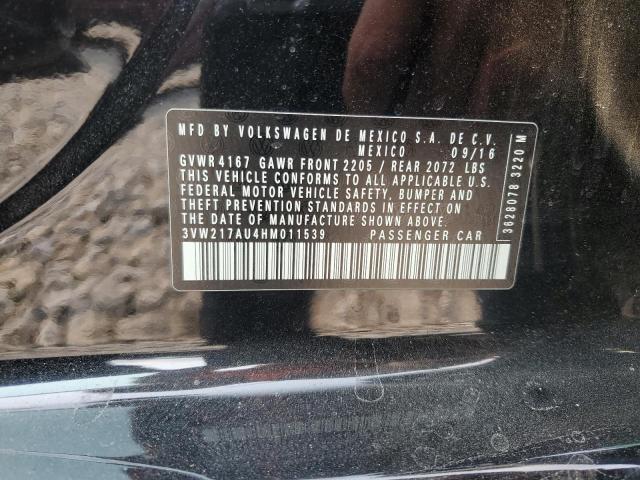 MFD BY VOLKSWAGEN DE MEXICO S.A. DE C.V.
MEXICO 09/16
GVWR 4167 GAWR FRONT 2205 / REAR 2072 LBS
THIS VEHICLE CONFORMS TO ALL APPLICABLE U.S.
FEDERAL MOTOR VEHICLE SAFETY, BUMPER AND
THEFT PREVENTION STANDARDS IN EFFECT ON
THE DATE OF MANUFACTURE SHOWN ABOVE.
3VW217AU4HM011539 PASSENGER CAR
3628078 3220 M